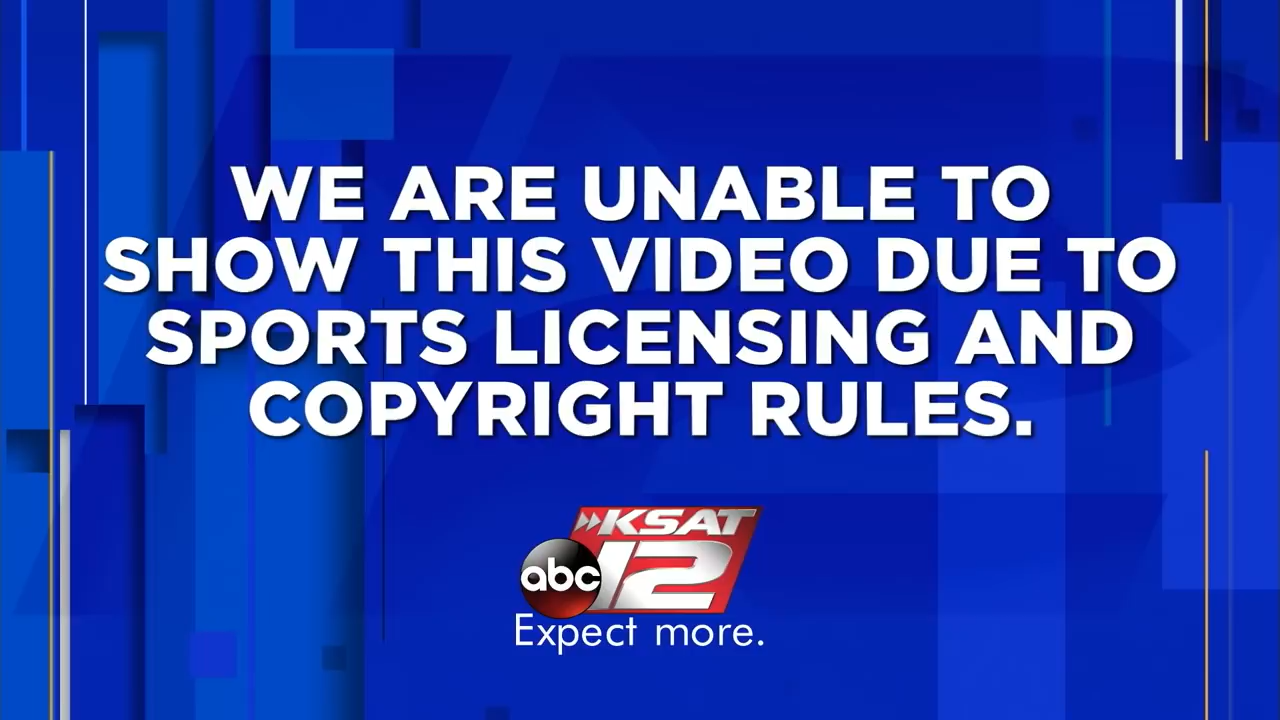 WE ARE UNABLE TO
SHOW THIS VIDEO DUE TO
SPORTS LICENSING AND
COPYRIGHT RULES.
KSAT
abc 12
Expect more.